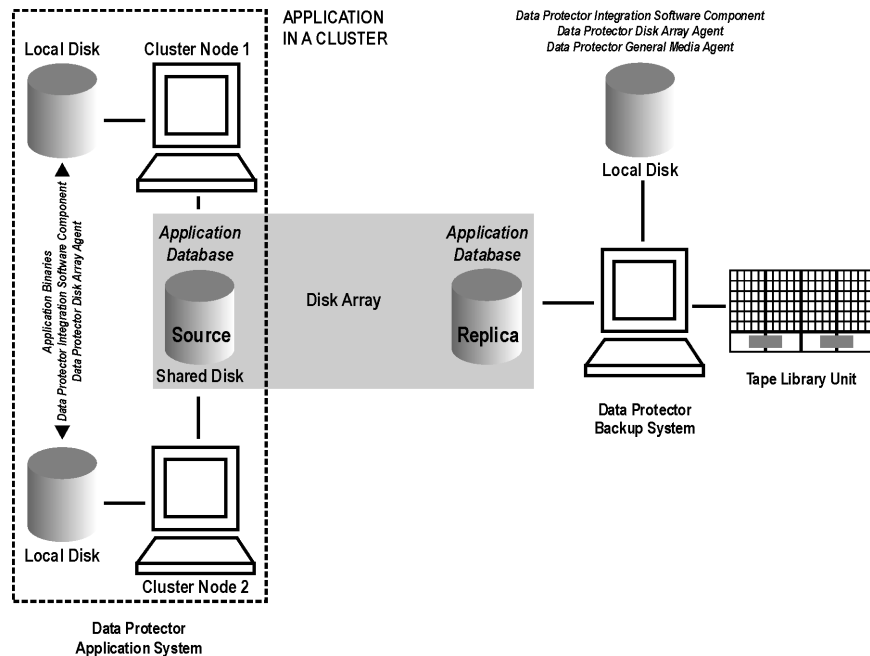 APPLICATION
IN A CLUSTER
Data Protector Integration Software Component
Data Protector Disk Array Agent
Data Protector General Media Agent
Local Disk
Cluster Node 1
Local Disk
Application Binaries
Data Protector Integration Software Component
Data Protector Disk Array Agent
Application
Database
Source
Shared Disk
Disk Array
Application
Database
Replica
Tape Library Unit
Data Protector
Backup System
Local Disk
Cluster Node 2
Data Protector
Application System